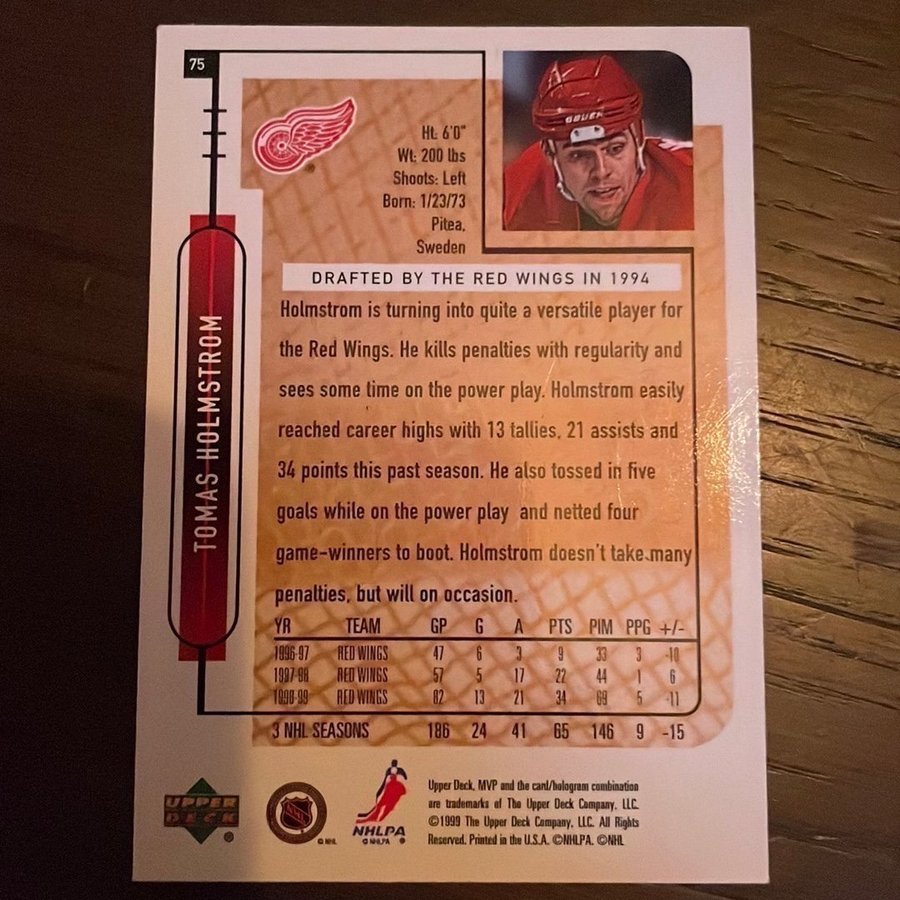 75
Ht: 6'0"
Wt: 200 lbs
Shoots: Left
Born: 1/23/73
Pitea,
Sweden
DRAFTED BY THE RED WINGS IN 1994
TOMAS HOLMSTROM
Holmstrom is turning into quite a versatile player for
the Red Wings. He kills penalties with regularity and
sees some time on the power play. Holmstrom easily
reached career highs with 13 tallies, 21 assists and
34 points this past season. He also tossed in five
goals while on the power play and netted four
game-winners to boot. Holmstrom doesn't take many
penalties, but will on occasion.
YR TEAM GP G A PTS PIM PPG +/-
1996-97 RED WINGS 47 6 3 9 33 3 -10
1997-98 RED WINGS 57 5 17 22 44 1 6
1998-99 RED WINGS 82 13 21 34 69 5 -11
3 NHL SEASONS 186 24 41 65 146 9 -15
UPPER
DECK
NHL
©NHL
NHLPA
©NHLPA
Upper Deck, MVP and the card/hologram combination
are trademarks of The Upper Deck Company, LLC.
©1999 The Upper Deck Company, LLC. All Rights
Reserved. Printed in the U.S.A. ©NHLPA. ©NHL